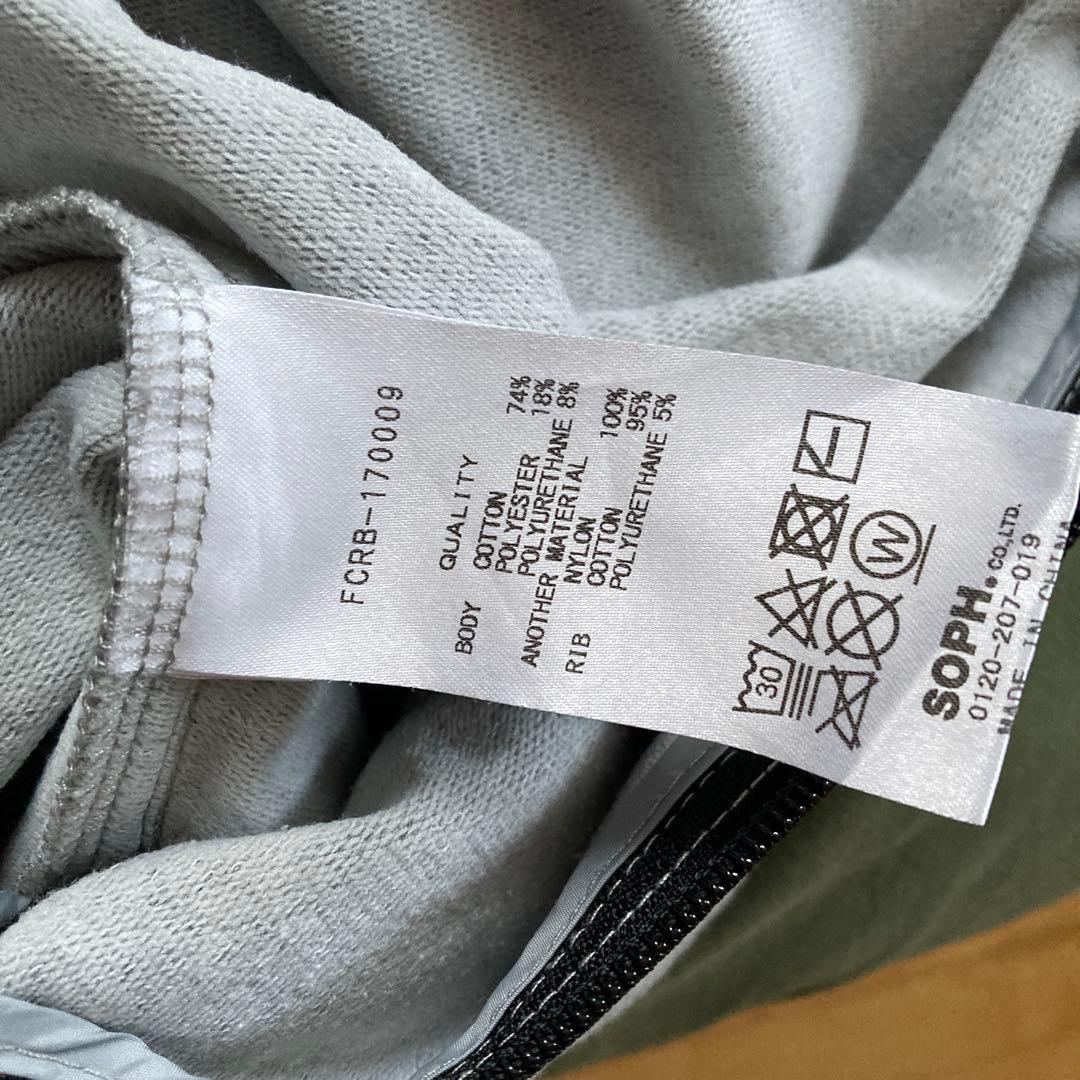 FCRB-170009
QUALITY
BODY COTTON 74%
POLYESTER 18%
POLYURETHANE 8%
ANOTHER MATERIAL
NYLON 100%
RIB COTTON 95%
POLYURETHANE 5%
30
W
SOPH.CO.,LTD.
0120-207-019
MADE IN CHINA